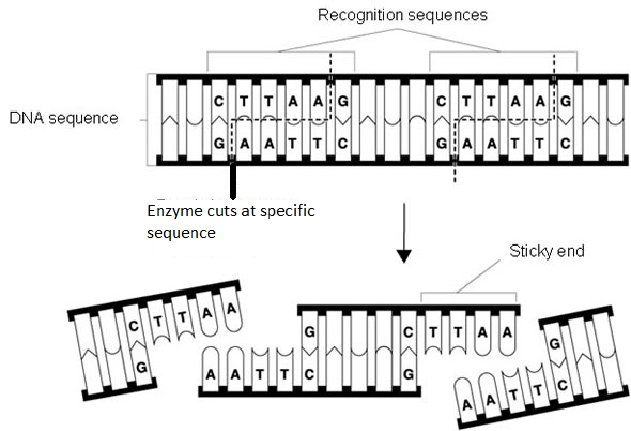 Recognition sequences
C T T A A G C T T A A G
DNA sequence
G A A T T C G A A T T C
Enzyme cuts at specific
sequence
Sticky end
C T T A A G C T T A A G
G A A T T C G A A T T C